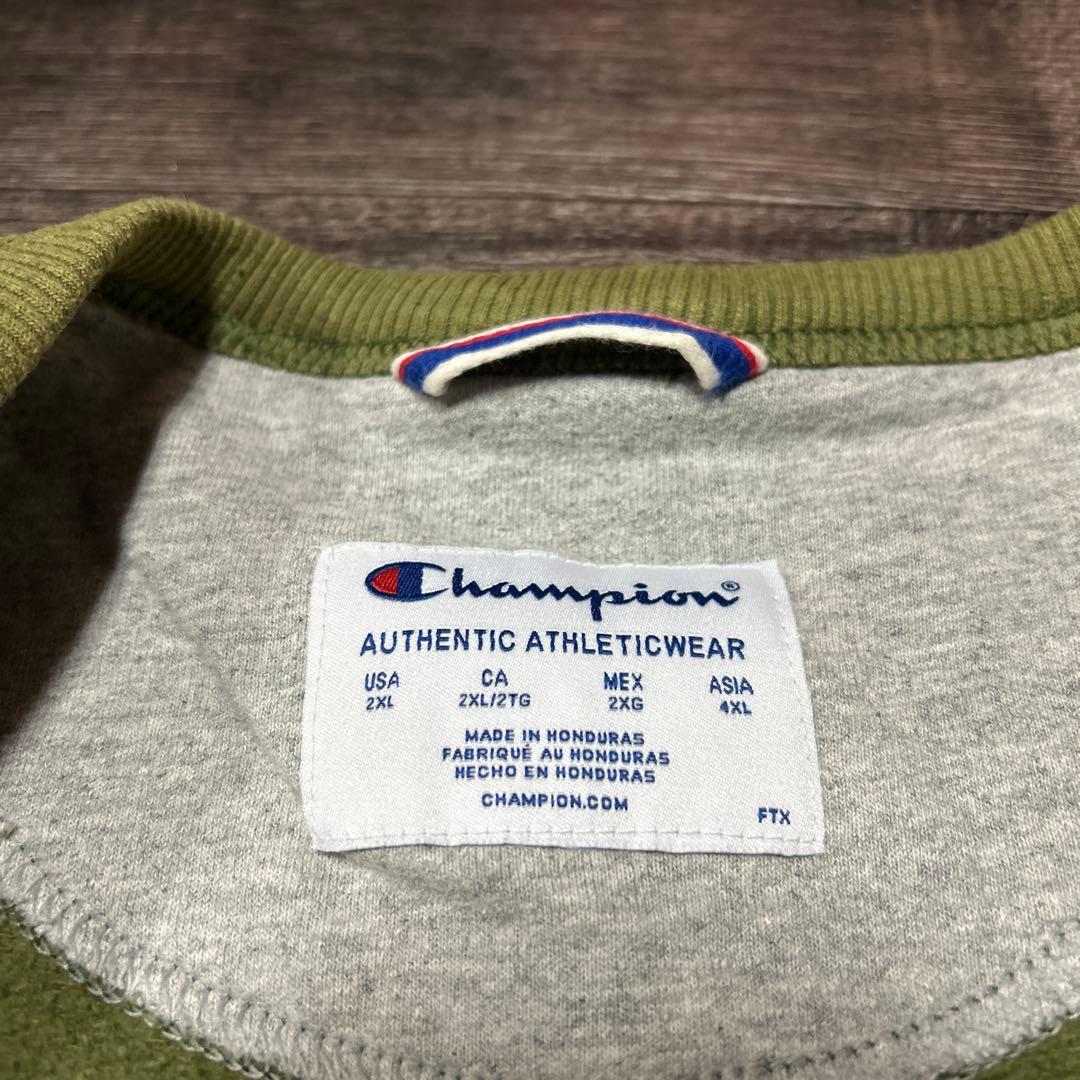 Champion®
AUTHENTIC ATHLETICWEAR
USA CA MEX ASIA
2XL 2XL/2TG 2XG 4XL
MADE IN HONDURAS
FABRIQUÉ AU HONDURAS
HECHO EN HONDURAS
CHAMPION.COM
FTX